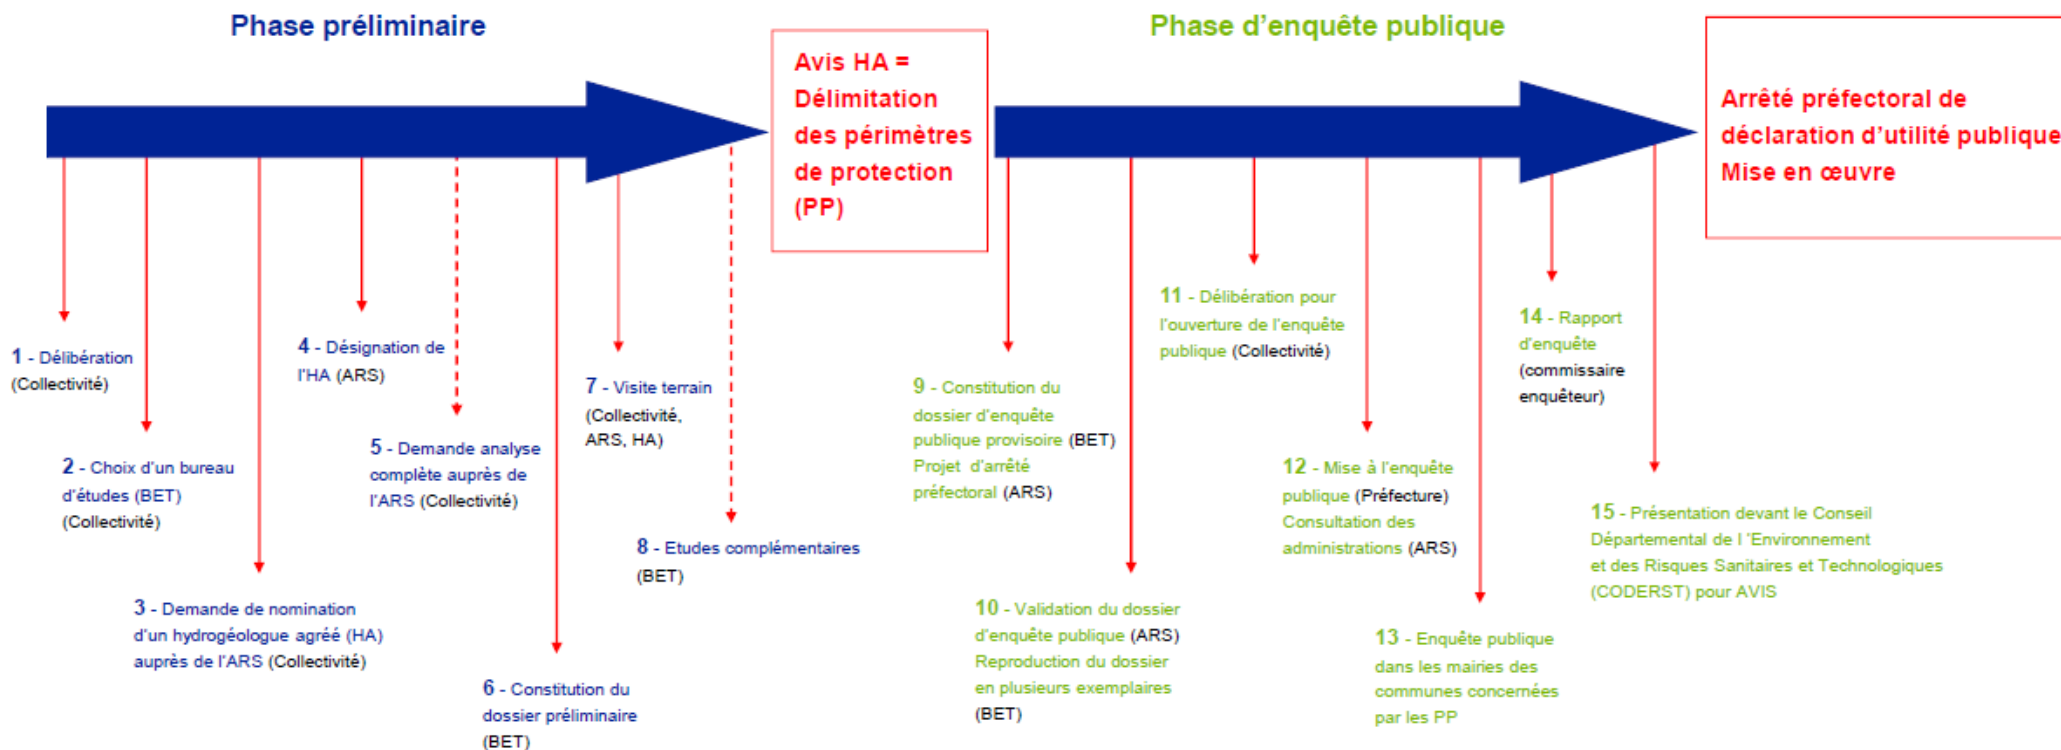 Phase préliminaire
Avis HA =
Délimitation
des périmètres
de protection
(PP)
Phase d'enquête publique
Arrêté préfectoral de
déclaration d'utilité publique
Mise en œuvre
1 - Délibération
(Collectivité)
2 - Choix d'un bureau
d'études (BET)
(Collectivité)
3 - Demande de nomination
d'un hydrogéologue agréé (HA)
auprès de l'ARS (Collectivité)
4 - Désignation de
l'HA (ARS)
5 - Demande analyse
complète auprès de
l'ARS (Collectivité)
6 - Constitution du
dossier préliminaire
(BET)
7 - Visite terrain
(Collectivité,
ARS, HA)
8 - Etudes complémentaires
(BET)
9 - Constitution du
dossier d'enquête
publique provisoire (BET)
Projet d'arrêté
préfectoral (ARS)
10 - Validation du dossier
d'enquête publique (ARS)
Reproduction du dossier
en plusieurs exemplaires
(BET)
11 - Délibération pour
l'ouverture de l'enquête
publique (Collectivité)
12 - Mise à l'enquête
publique (Préfecture)
Consultation des
administrations (ARS)
13 - Enquête publique
dans les mairies des
communes concernées
par les PP
14 - Rapport
d'enquête
(commissaire
enquêteur)
15 - Présentation devant le Conseil
Départemental de l 'Environnement
et des Risques Sanitaires et Technologiques
(CODERST) pour AVIS